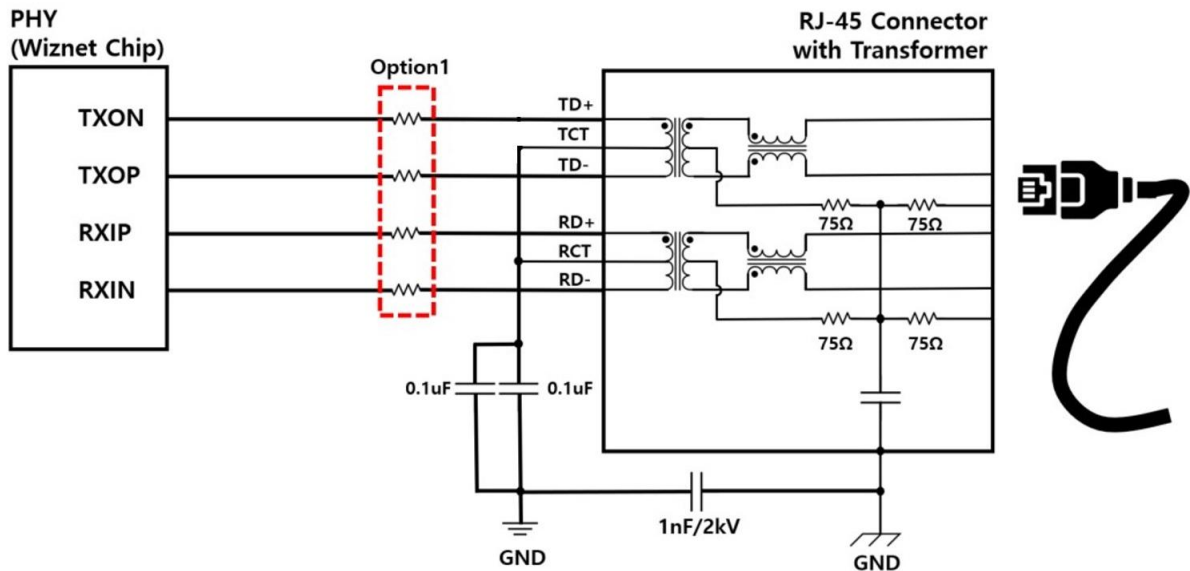 PHY
(Wiznet Chip)
RJ-45 Connector
with Transformer
Option1
TXON
TXOP
RXIP
RXIN
TD+
TCT
TD-
RD+
RCT
RD-
75Ω
75Ω
75Ω
75Ω
0.1uF
0.1uF
1nF/2kV
GND
GND